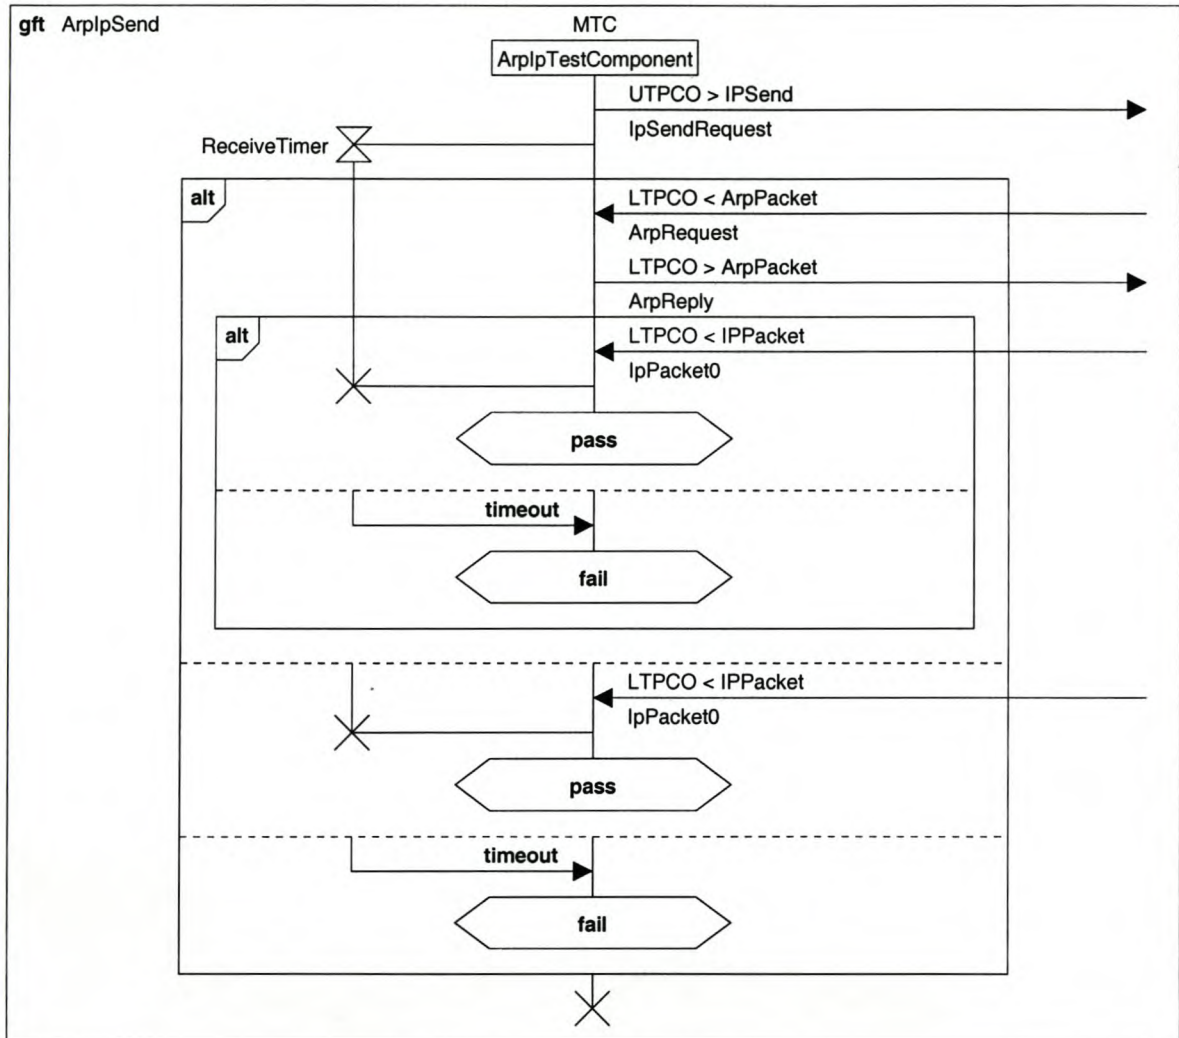 gft ArpIpSend
MTC
ArpIpTestComponent
UTPCO > IPSend
IpSendRequest
ReceiveTimer
alt
LTPCO < ArpPacket
ArpRequest
LTPCO > ArpPacket
ArpReply
alt
LTPCO < IPPacket
IpPacket0
pass
timeout
fail
LTPCO < IPPacket
IpPacket0
pass
timeout
fail